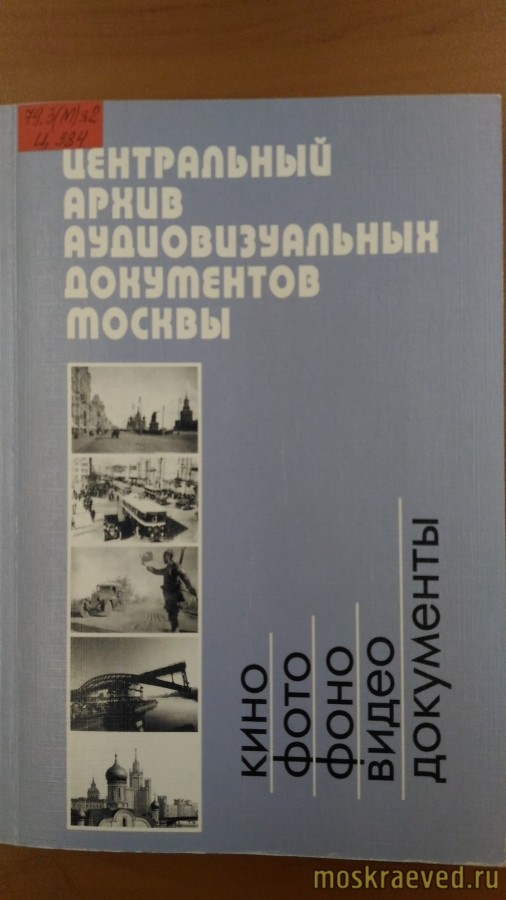 79.3(М)я2
Ц 384
ЦЕНТРАЛЬНЫЙ
АРХИВ
АУДИОВИЗУАЛЬНЫХ
ДОКУМЕНТОВ
МОСКВЫ
кино
фото
фоно
видео
документы
moskraeved.ru